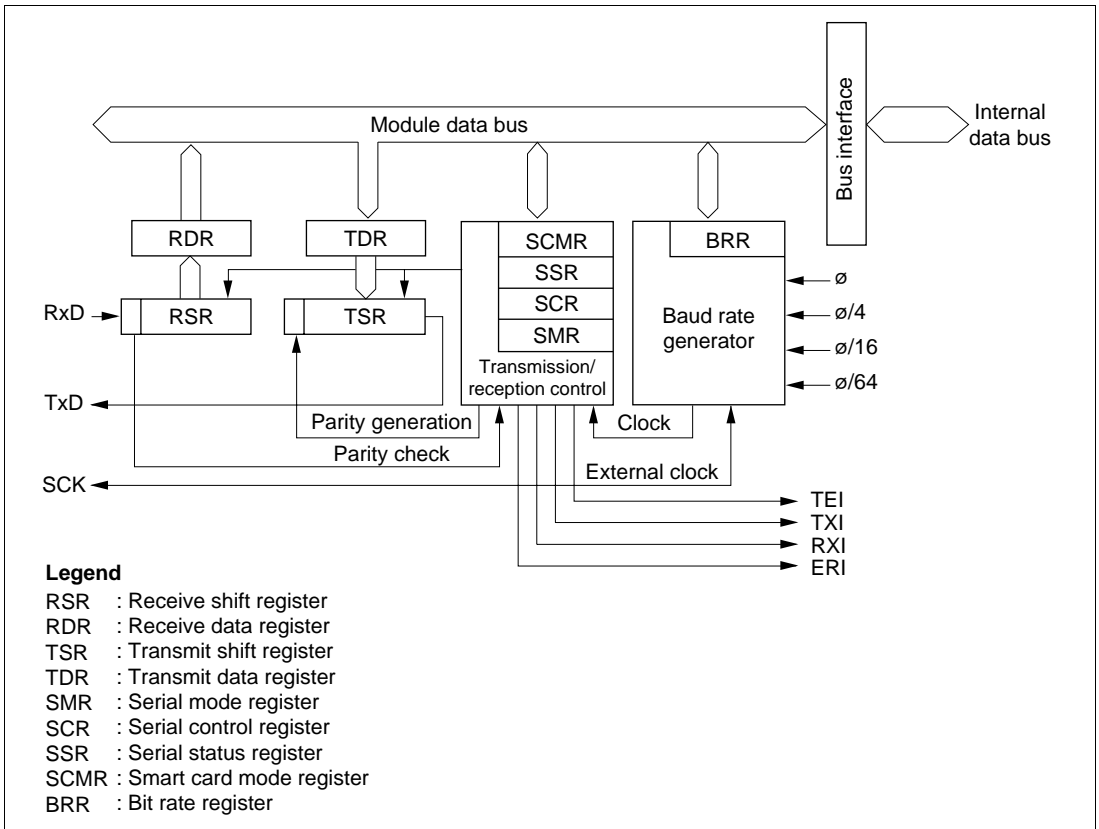 Module data bus
Bus interface
Internal
data bus
RDR
TDR
SCMR
BRR
SSR
SCR
SMR
RxD
RSR
TSR
Baud rate
generator
ø
ø/4
ø/16
ø/64
Transmission/
reception control
TxD
Parity generation
Clock
Parity check
SCK
External clock
TEI
TXI
RXI
ERI
Legend
RSR : Receive shift register
RDR : Receive data register
TSR : Transmit shift register
TDR : Transmit data register
SMR : Serial mode register
SCR : Serial control register
SSR : Serial status register
SCMR : Smart card mode register
BRR : Bit rate register